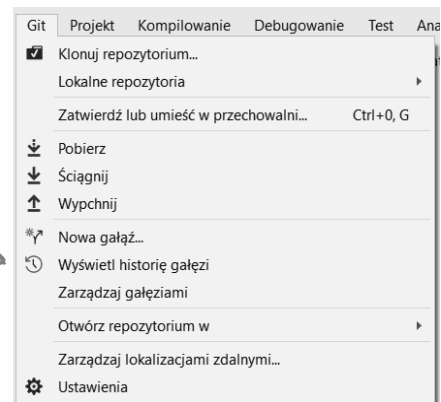 Git Projekt Kompilowanie Debugowanie Test Ana
Klonuj repozytorium...
Lokalne repozytoria
Zatwierdź lub umieść w przechowalni... Ctrl+0, G
Pobierz
Ściągnij
Wypchnij
Nowa gałąź...
Wyświetl historię gałęzi
Zarządzaj gałęziami
Otwórz repozytorium w
Zarządzaj lokalizacjami zdalnymi...
Ustawienia